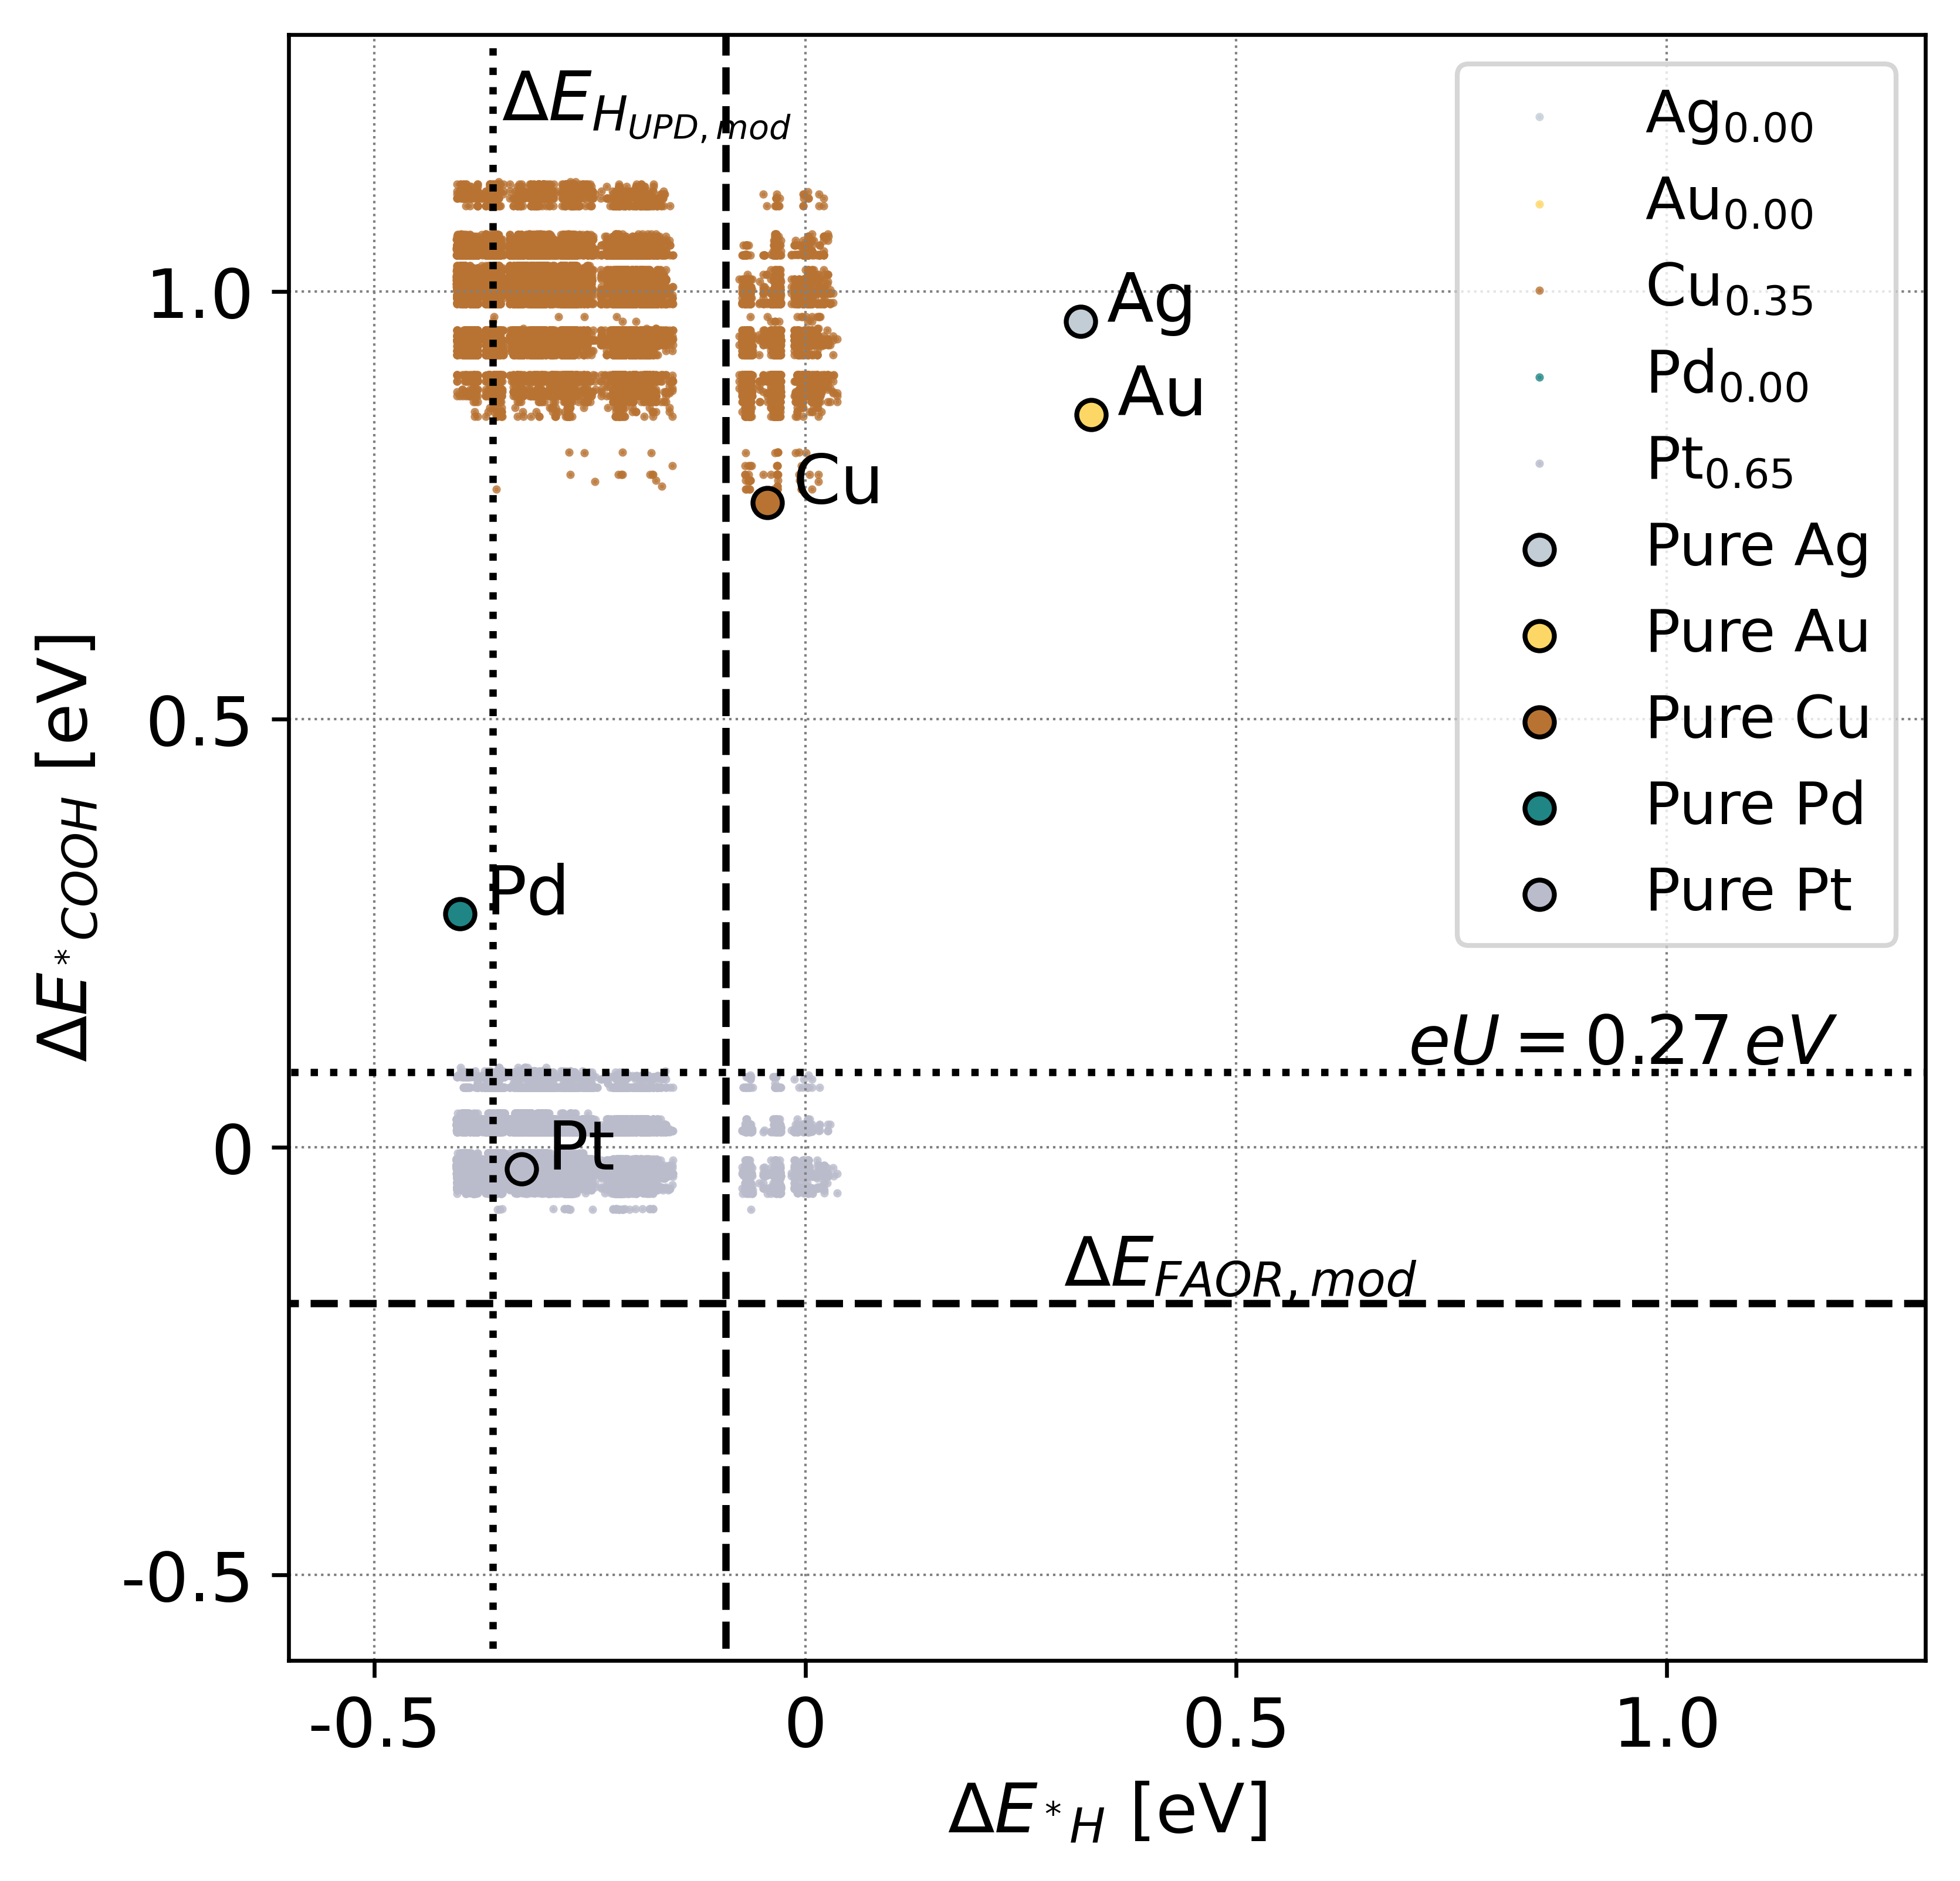 ΔE_{H_{UPD,mod}}
Ag_{0.00}
Au_{0.00}
Cu_{0.35}
Pd_{0.00}
Pt_{0.65}
Pure Ag
Pure Au
Pure Cu
Pure Pd
Pure Pt
Ag
Au
Cu
Pd
Pt
eU = 0.27 eV
ΔE_{FAOR,mod}
1.0
0.5
0
-0.5
ΔE_{*COOH} [eV]
-0.5
0
0.5
1.0
ΔE_{*H} [eV]